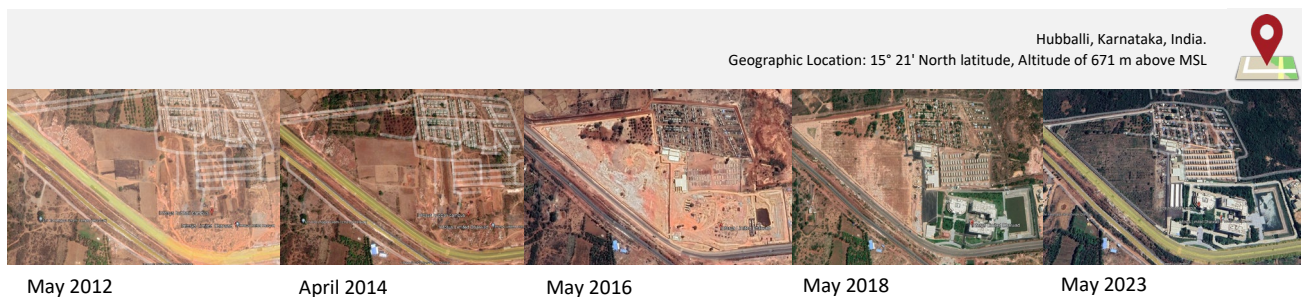 Hubballi, Karnataka, India.
Geographic Location: 15° 21' North latitude, Altitude of 671 m above MSL
May 2012
April 2014
May 2016
May 2018
May 2023